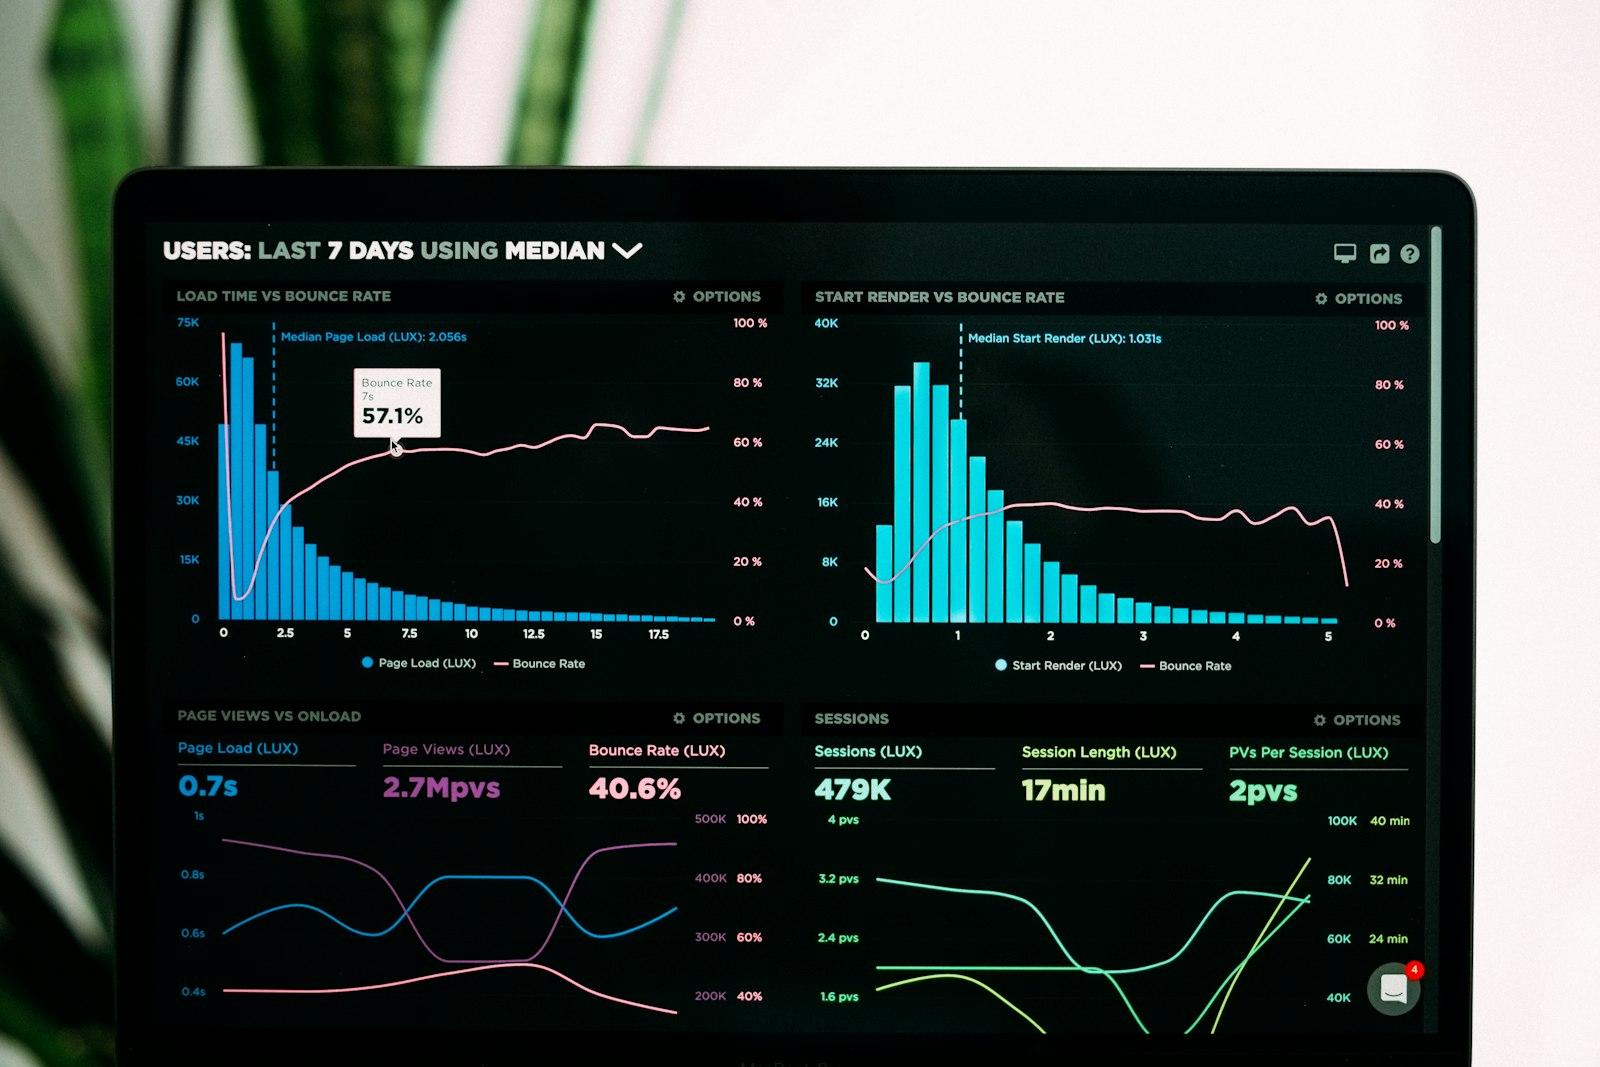 USERS: LAST 7 DAYS USING MEDIAN
LOAD TIME VS BOUNCE RATE
OPTIONS
75K
60K
45K
30K
15K
0
Median Page Load (LUX): 2.056s
Bounce Rate
7s
57.1%
100 %
80 %
60 %
40 %
20 %
0 %
0 2.5 5 7.5 10 12.5 15 17.5
Page Load (LUX) Bounce Rate
START RENDER VS BOUNCE RATE
OPTIONS
40K
32K
24K
16K
8K
0
Median Start Render (LUX): 1.031s
100 %
80 %
60 %
40 %
20 %
0 %
0 1 2 3 4 5
Start Render (LUX) Bounce Rate
PAGE VIEWS VS ONLOAD
OPTIONS
Page Load (LUX)
0.7s
Page Views (LUX)
2.7Mpvs
Bounce Rate (LUX)
40.6%
1s
0.8s
0.6s
0.4s
500K 100%
400K 80%
300K 60%
200K 40%
SESSIONS
OPTIONS
Sessions (LUX)
479K
Session Length (LUX)
17min
PVs Per Session (LUX)
2pvs
4 pvs
3.2 pvs
2.4 pvs
1.6 pvs
100K 40 min
80K 32 min
60K 24 min
40K
4